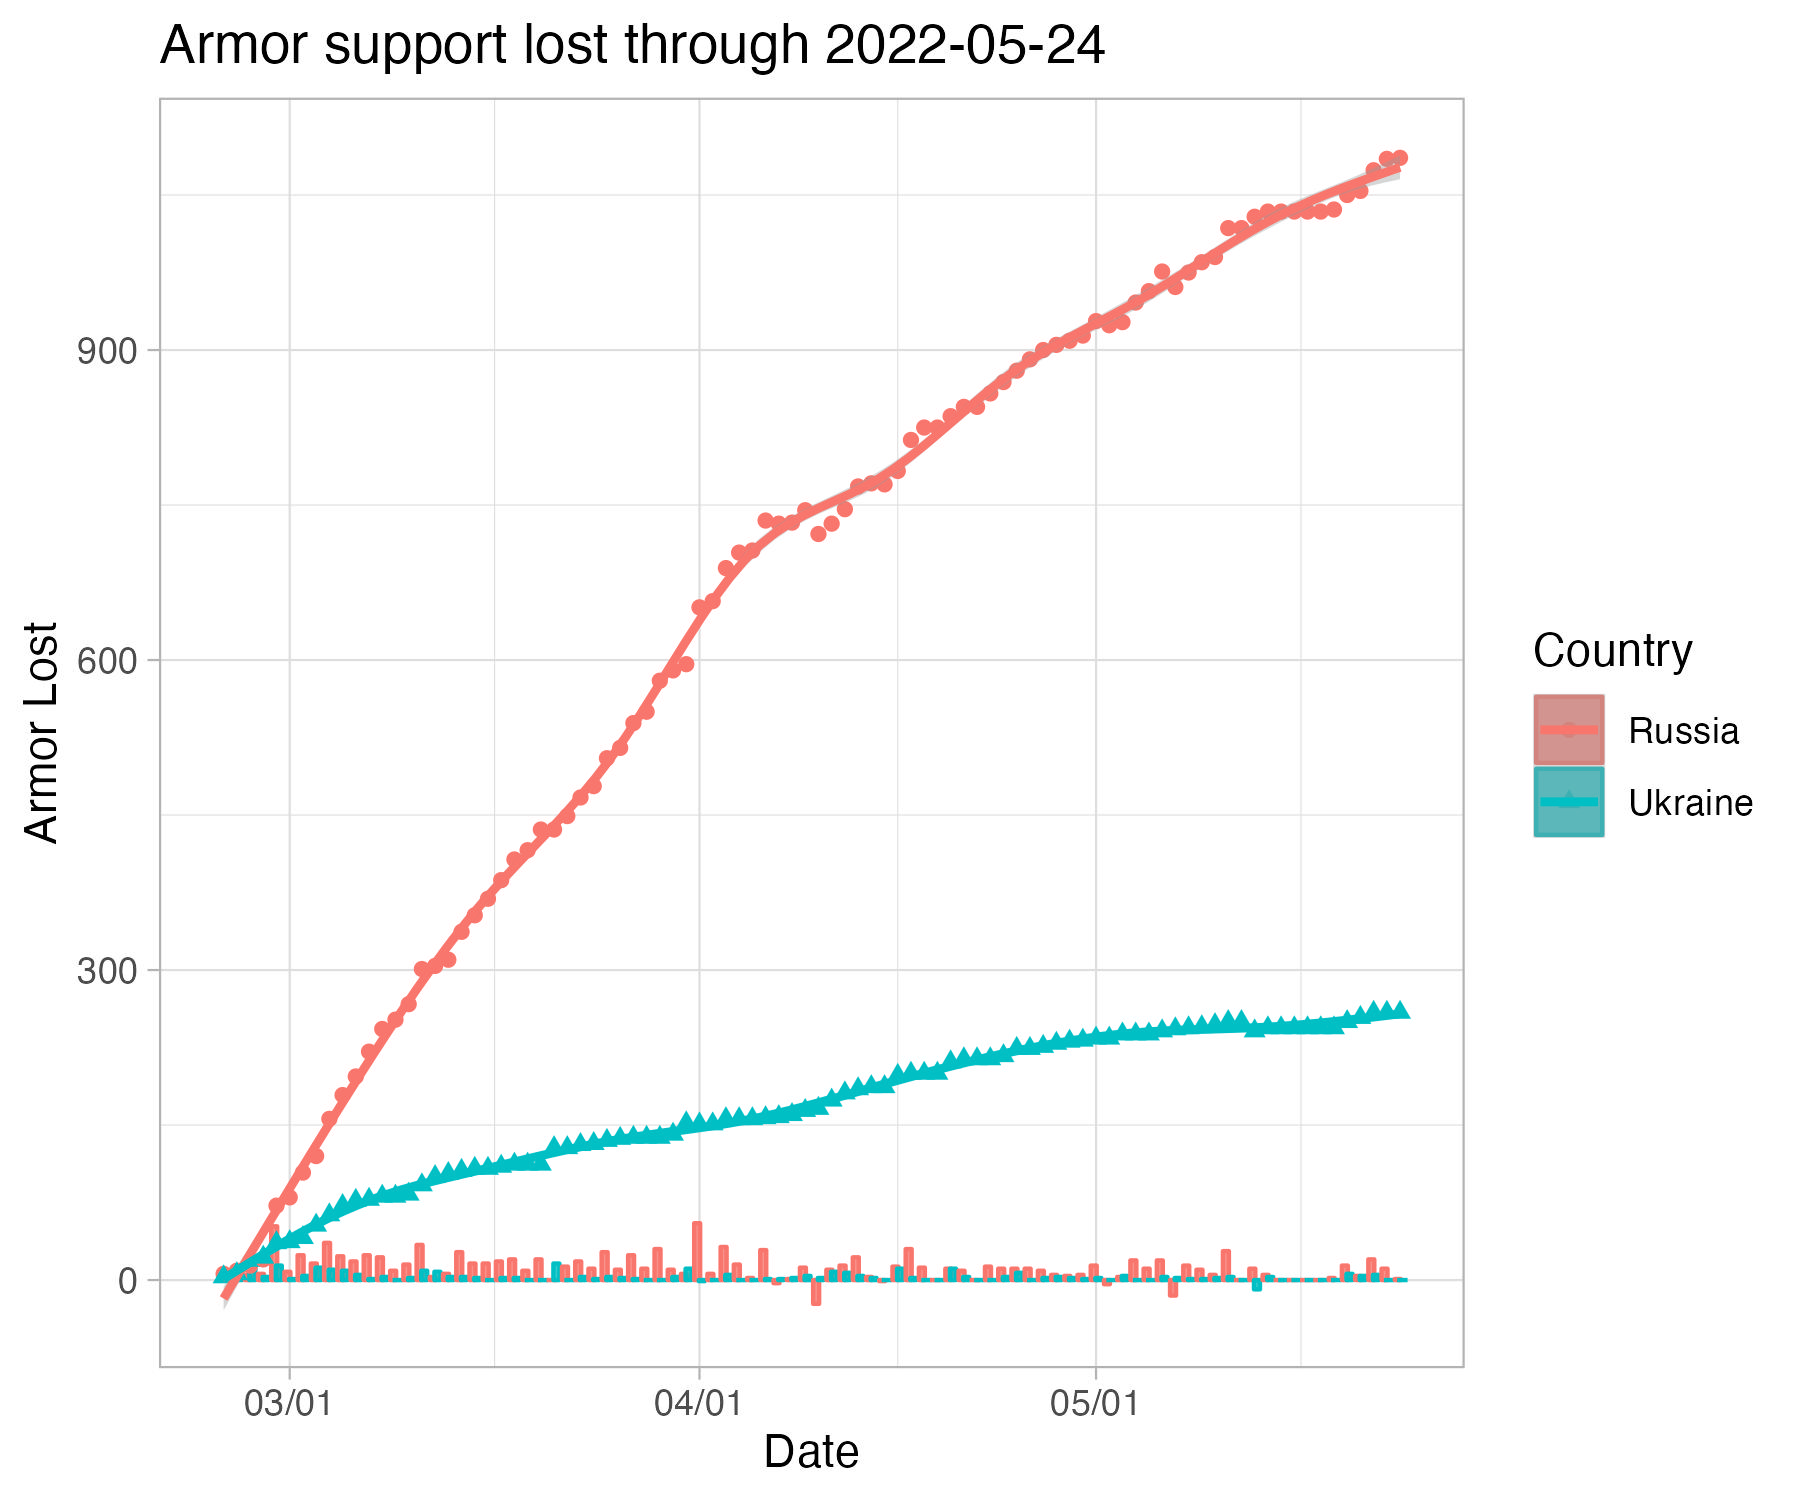 Armor support lost through 2022-05-24
Armor Lost
900
600
300
0
03/01
04/01
05/01
Date
Country
Russia
Ukraine